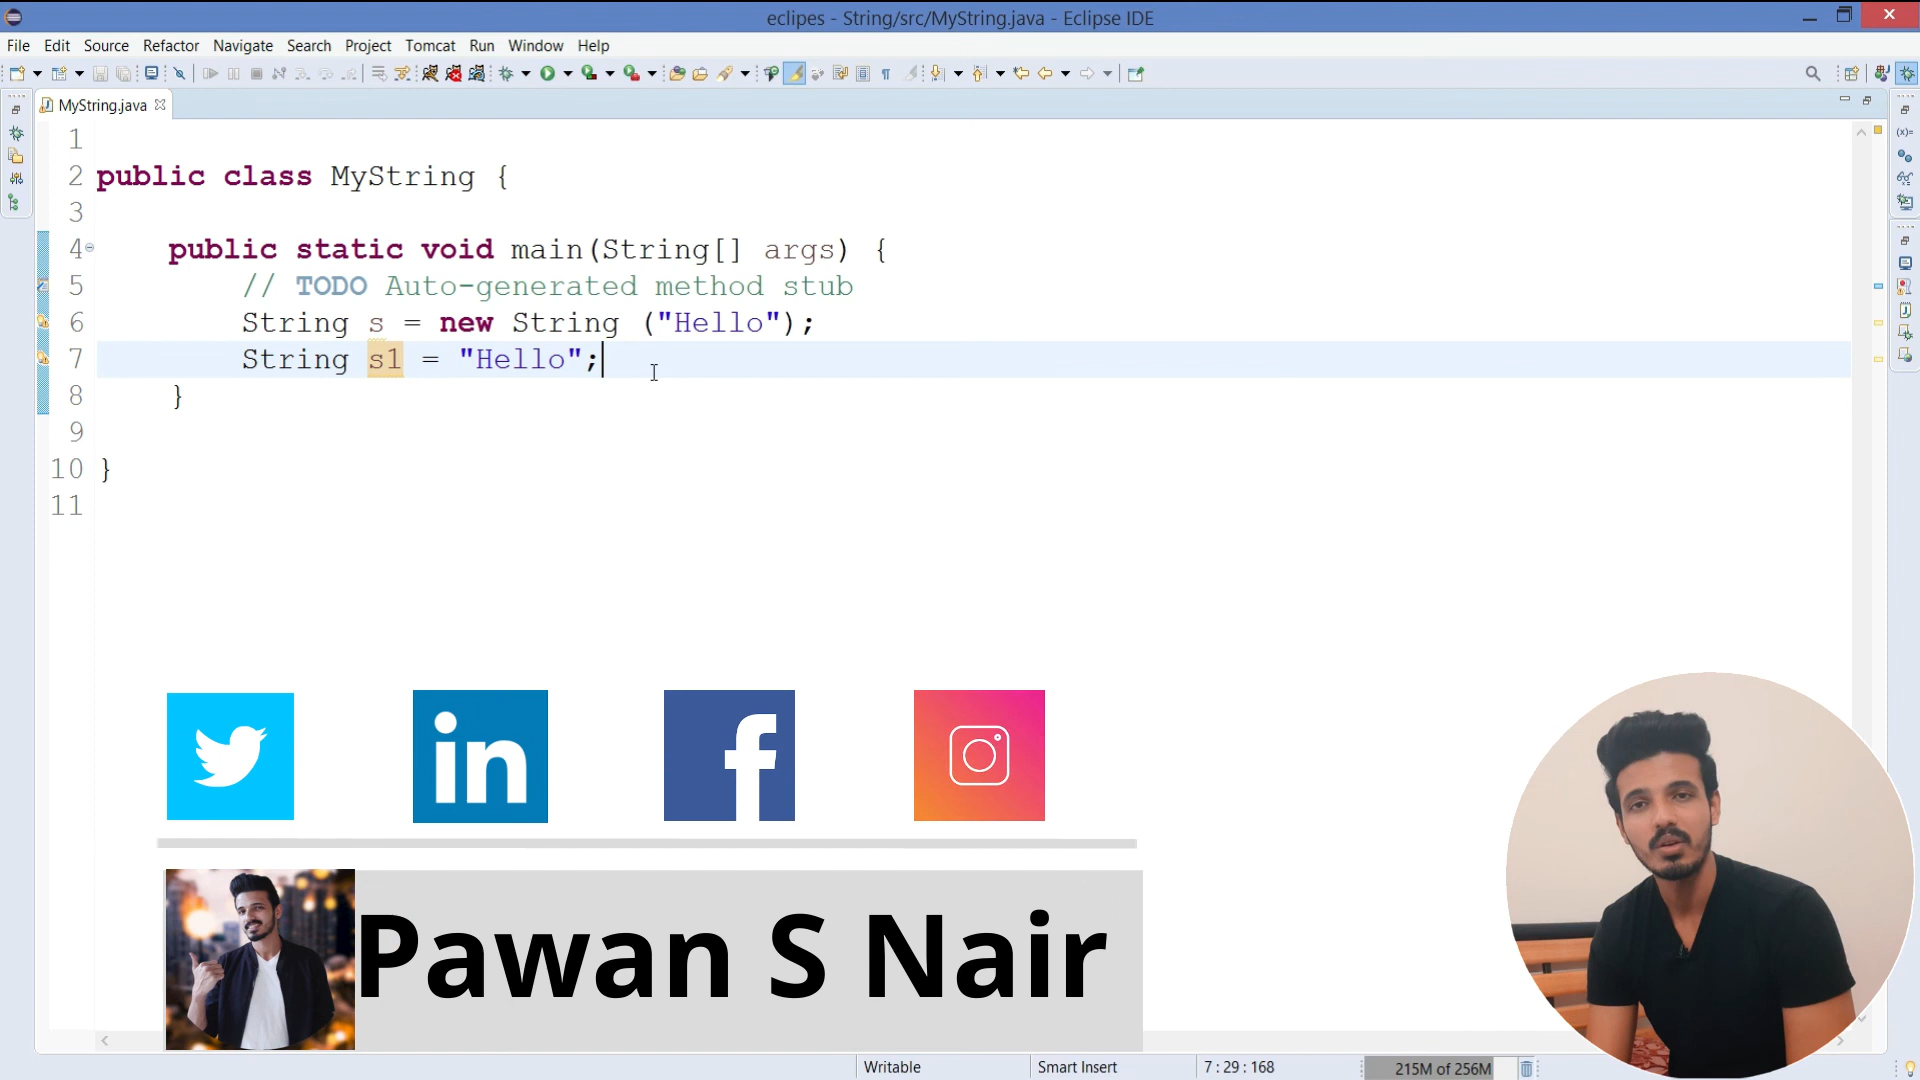 eclipes - String/src/MyString.java - Eclipse IDE
File Edit Source Refactor Navigate Search Project Tomcat Run Window Help
MyString.java
1
2 public class MyString {
3
4 public static void main(String[] args) {
5 // TODO Auto-generated method stub
6 String s = new String ("Hello");
7 String s1 = "Hello";
8 }
9
10 }
11
in
f
Pawan S Nair
Writable Smart Insert 7 : 29 : 168 215M of 256M